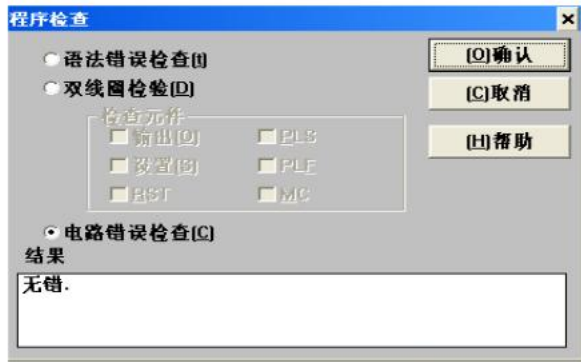 程序检查
语法错误检查[t]
[O]确认
双线圈检验[D]
[C]取消
检查元件
输出[O]
PLS
[H]帮助
设置[S]
PLF
RST
MC
电路错误检查[C]
结果
无错.